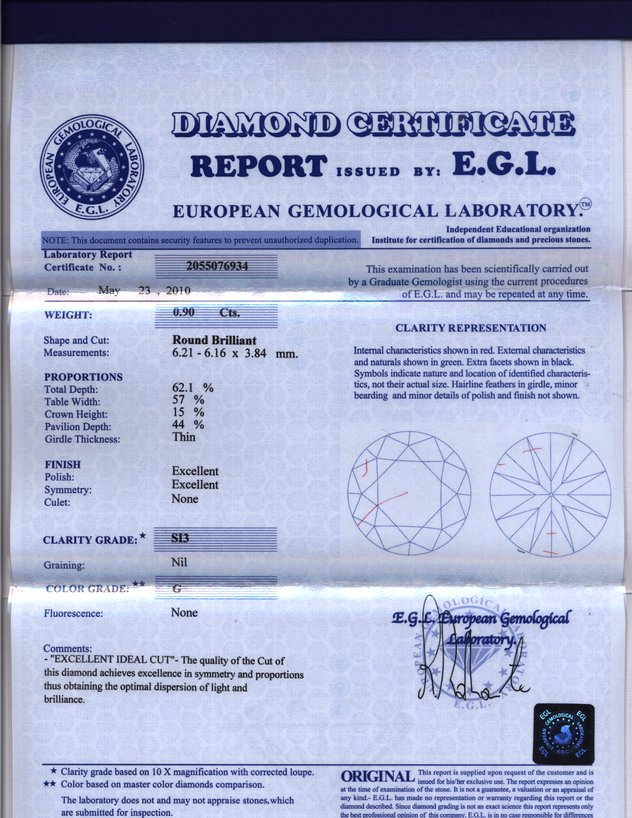 DIAMOND CERTIFICATE
REPORT ISSUED BY: E.G.L.
EUROPEAN GEMOLOGICAL LABORATORY.™
EUROPEAN GEMOLOGICAL LABORATORY
E.G.L.
Independent Educational organization
NOTE: This document contains security features to prevent unauthorized duplication.
Institute for certification of diamonds and precious stones.
Laboratory Report
Certificate No. : 2055076934
Date: May 23 , 2010
WEIGHT: 0.90 Cts.
Shape and Cut: Round Brilliant
Measurements: 6.21 - 6.16 x 3.84 mm.
PROPORTIONS
Total Depth: 62.1 %
Table Width: 57 %
Crown Height: 15 %
Pavilion Depth: 44 %
Girdle Thickness: Thin
FINISH
Polish: Excellent
Symmetry: Excellent
Culet: None
CLARITY GRADE:★ SI3
Graining: Nil
COLOR GRADE:★★ G
Fluorescence: None
Comments:
- "EXCELLENT IDEAL CUT"- The quality of the Cut of
this diamond achieves excellence in symmetry and proportions
thus obtaining the optimal dispersion of light and
brilliance.
This examination has been scientifically carried out
by a Graduate Gemologist using the current procedures
of E.G.L. and may be repeated at any time.
CLARITY REPRESENTATION
Internal characteristics shown in red. External characteristics
and naturals shown in green. Extra facets shown in black.
Symbols indicate nature and location of identified characteris-
tics, not their actual size. Hairline feathers in girdle, minor
bearding and minor details of polish and finish not shown.
E.G.L. European Gemological
Laboratory.
E.G.L.
EGL EGL
EUROPEAN GEMOLOGICAL LABORATORY
EGL EGL
★ Clarity grade based on 10 X magnification with corrected loupe.
★★ Color based on master color diamonds comparison.
The laboratory does not and may not appraise stones,which
are submitted for inspection.
ORIGINAL This report is supplied upon request of the customer and is
issued for his/her exclusive use. The report expresses an opinion
at the time of examination of the stone. It is not a guarantee, a valuation or an appraisal of
any kind.- E.G.L. has made no representation or warranty regarding this report or the
diamond described. Since diamond grading is not an exact science this report represents only
the best professional opinion of this company. E.G.L. is in no case responsible for differences